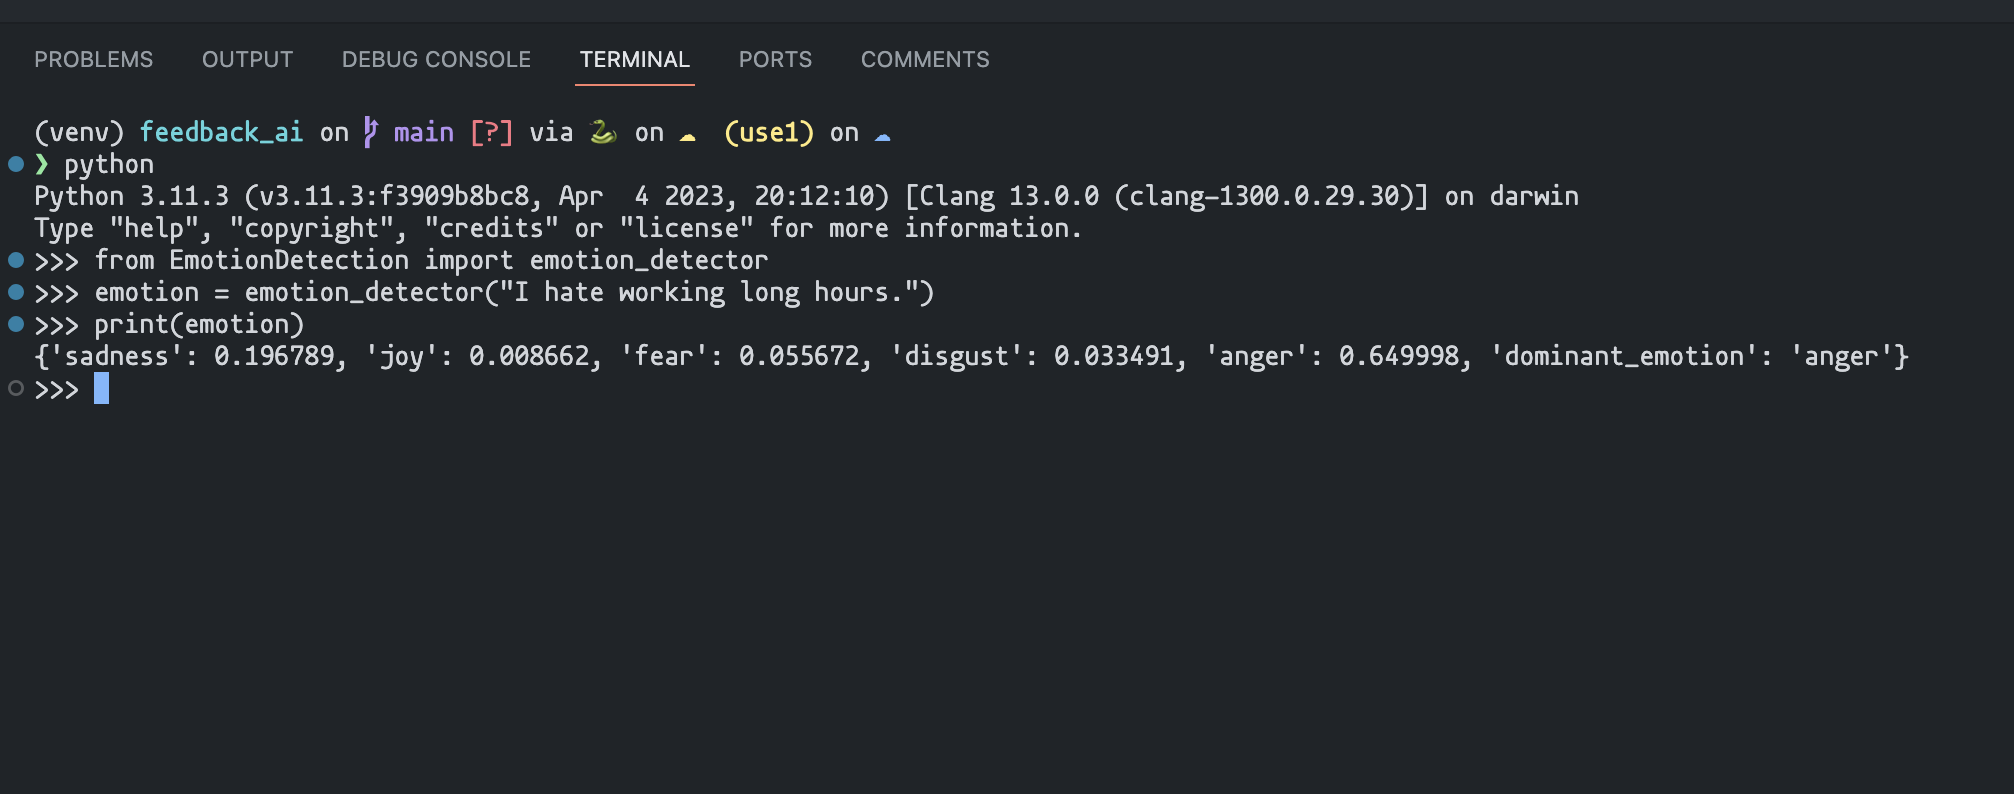 PROBLEMS OUTPUT DEBUG CONSOLE TERMINAL PORTS COMMENTS
(venv) feedback_ai on main [?] via 🐍 on ☁ (use1) on ☁
❯ python
Python 3.11.3 (v3.11.3:f3909b8bc8, Apr  4 2023, 20:12:10) [Clang 13.0.0 (clang-1300.0.29.30)] on darwin
Type "help", "copyright", "credits" or "license" for more information.
>>> from EmotionDetection import emotion_detector
>>> emotion = emotion_detector("I hate working long hours.")
>>> print(emotion)
{'sadness': 0.196789, 'joy': 0.008662, 'fear': 0.055672, 'disgust': 0.033491, 'anger': 0.649998, 'dominant_emotion': 'anger'}
>>>